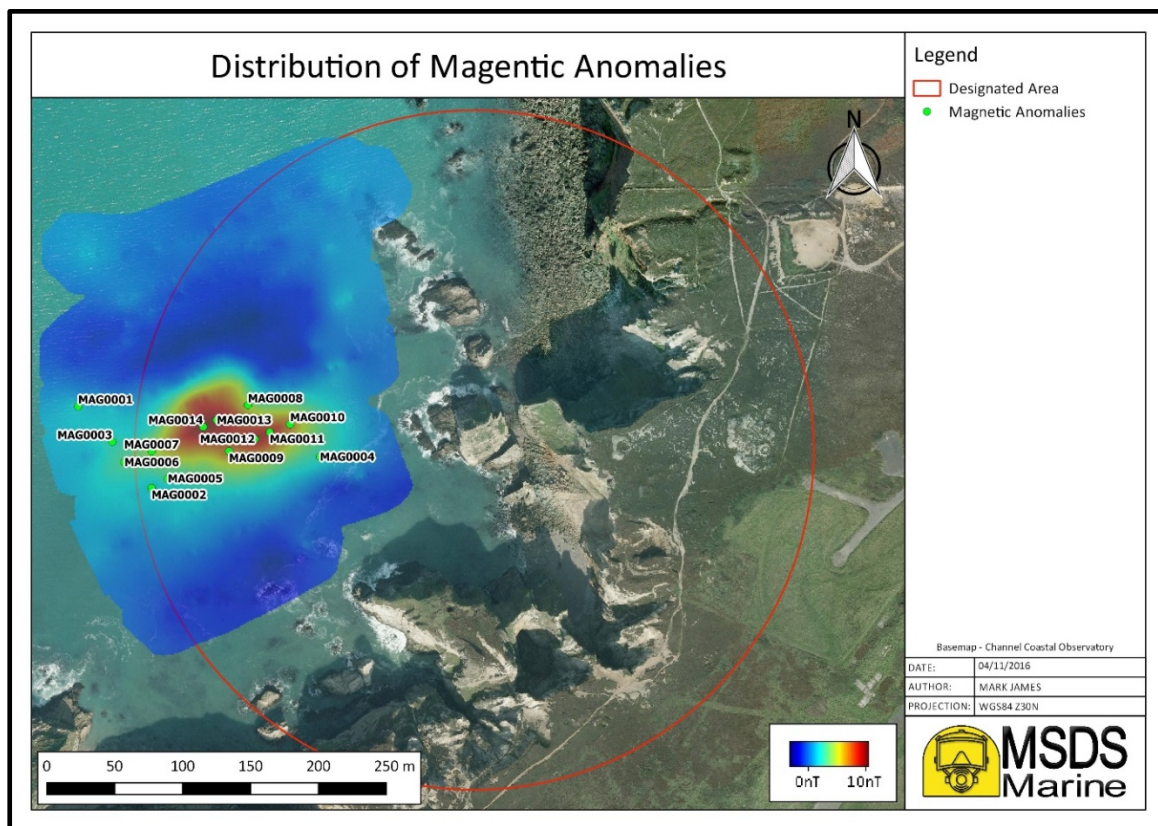 Distribution of Magentic Anomalies
Legend
Designated Area
Magnetic Anomalies
N
MAG0001
MAG0008
MAG0014
MAG0013
MAG0010
MAG0003
MAG0007
MAG0012
MAG0011
MAG0006
MAG0009
MAG0004
MAG0005
MAG0002
0 50 100 150 200 250 m
0nT 10nT
Basemap - Channel Coastal Observatory
DATE: 04/11/2016
AUTHOR: MARK JAMES
PROJECTION: WGS84 Z30N
MSDS
Marine